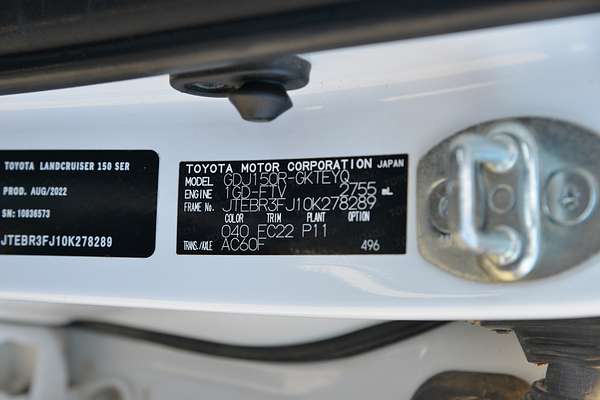 TOYOTA LANDCRUISER 150 SER
PROD. AUG/2022
SN: 10836573
JTEBR3FJ10K278289
TOYOTA MOTOR CORPORATION JAPAN
MODEL GDJ150R-GKTEYQ
ENGINE 1GD-FTV 2755 mL
FRAME No. JTEBR3FJ10K278289
COLOR TRIM PLANT OPTION
040 FC22 P11
TRANS./AXLE AC60F 496